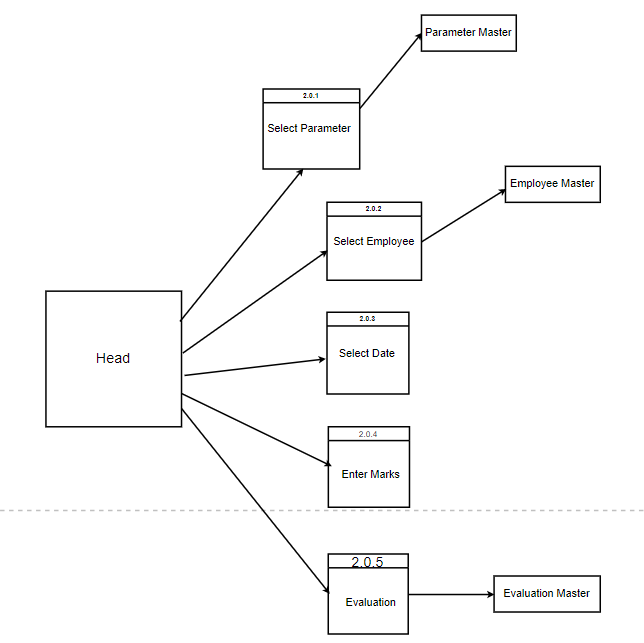 Parameter Master
2.0.1
Select Parameter
Employee Master
2.0.2
Select Employee
2.0.3
Select Date
Head
2.0.4
Enter Marks
2.0.5
Evaluation
Evaluation Master